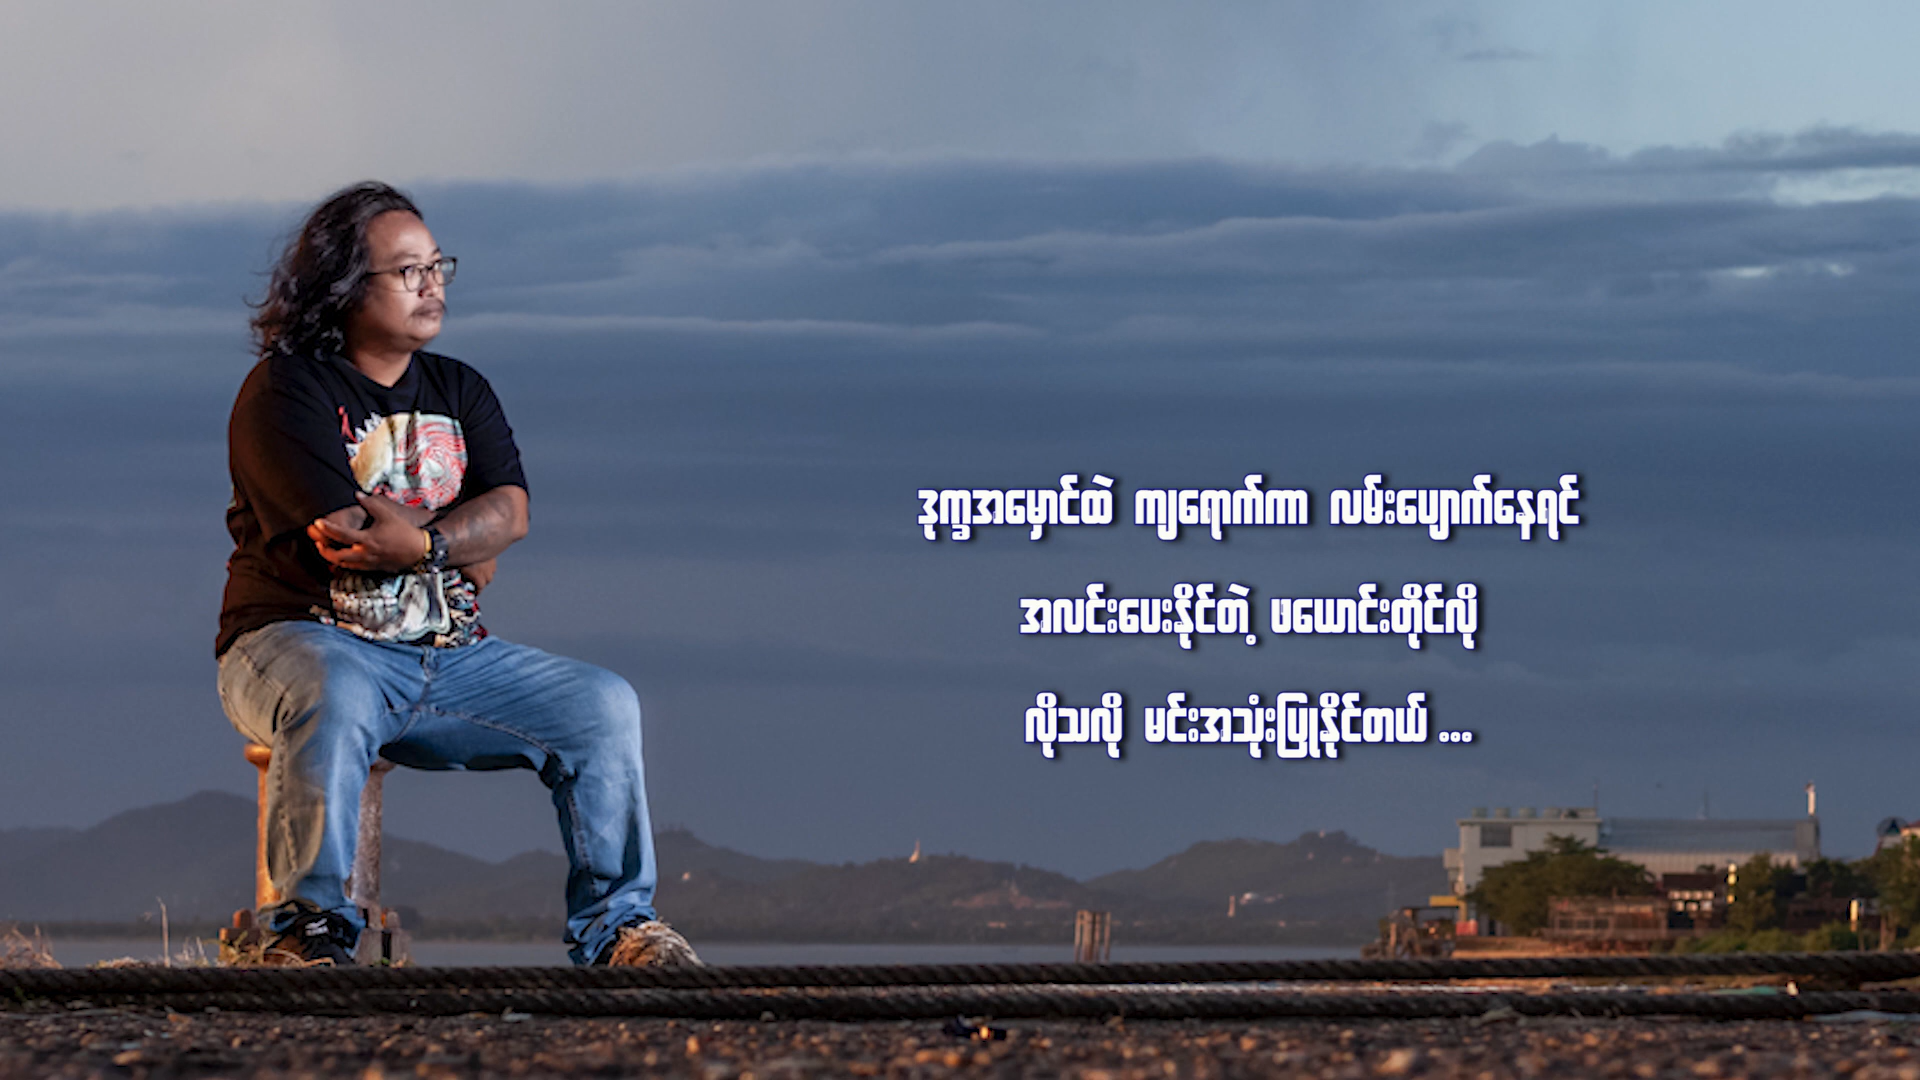 ဒုက္ခအမှောင်ထဲ ကျရောက်ကာ လမ်းပျောက်နေရင်
အလင်းပေးနိုင်တဲ့ ဖယောင်းတိုင်လို
လိုသလို မင်းအသုံးပြုနိုင်တယ် ...